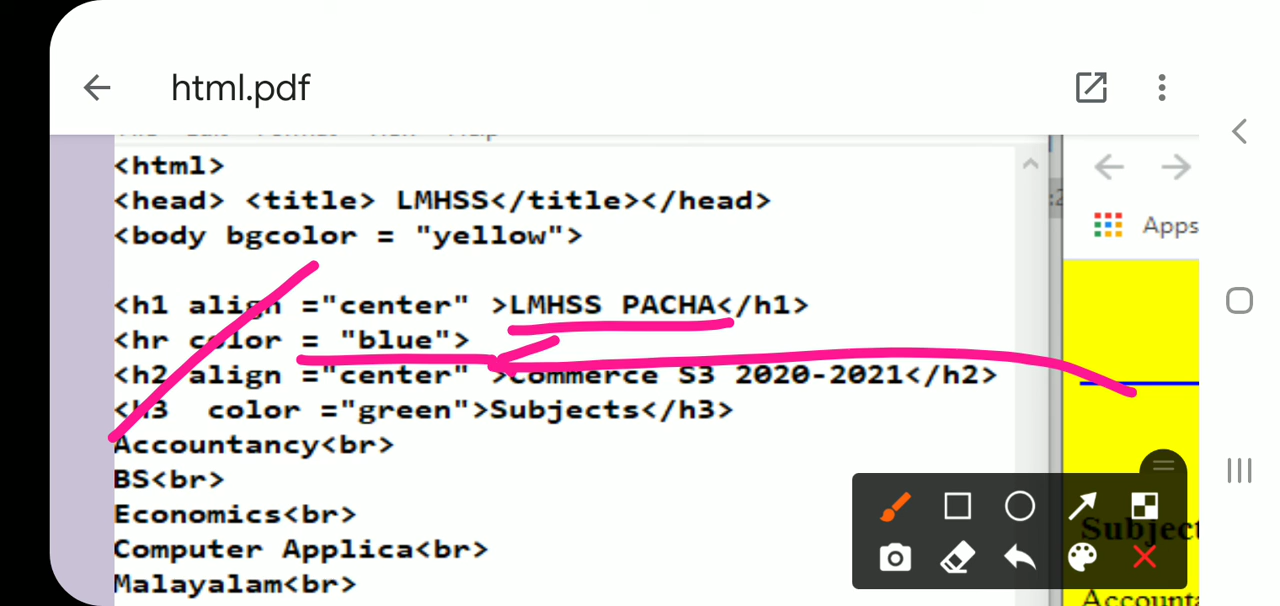 html.pdf
<html>
<head> <title> LMHSS</title></head>
<body bgcolor = "yellow">
Apps
<h1 align ="center" >LMHSS PACHA</h1>
<hr color = "blue">
<h2 align ="center" >Commerce S3 2020-2021</h2>
<h3  color ="green">Subjects</h3>
Accountancy<br>
BS<br>
Economics<br>
Computer Applica<br>
Malayalam<br>
Subject
Accounta